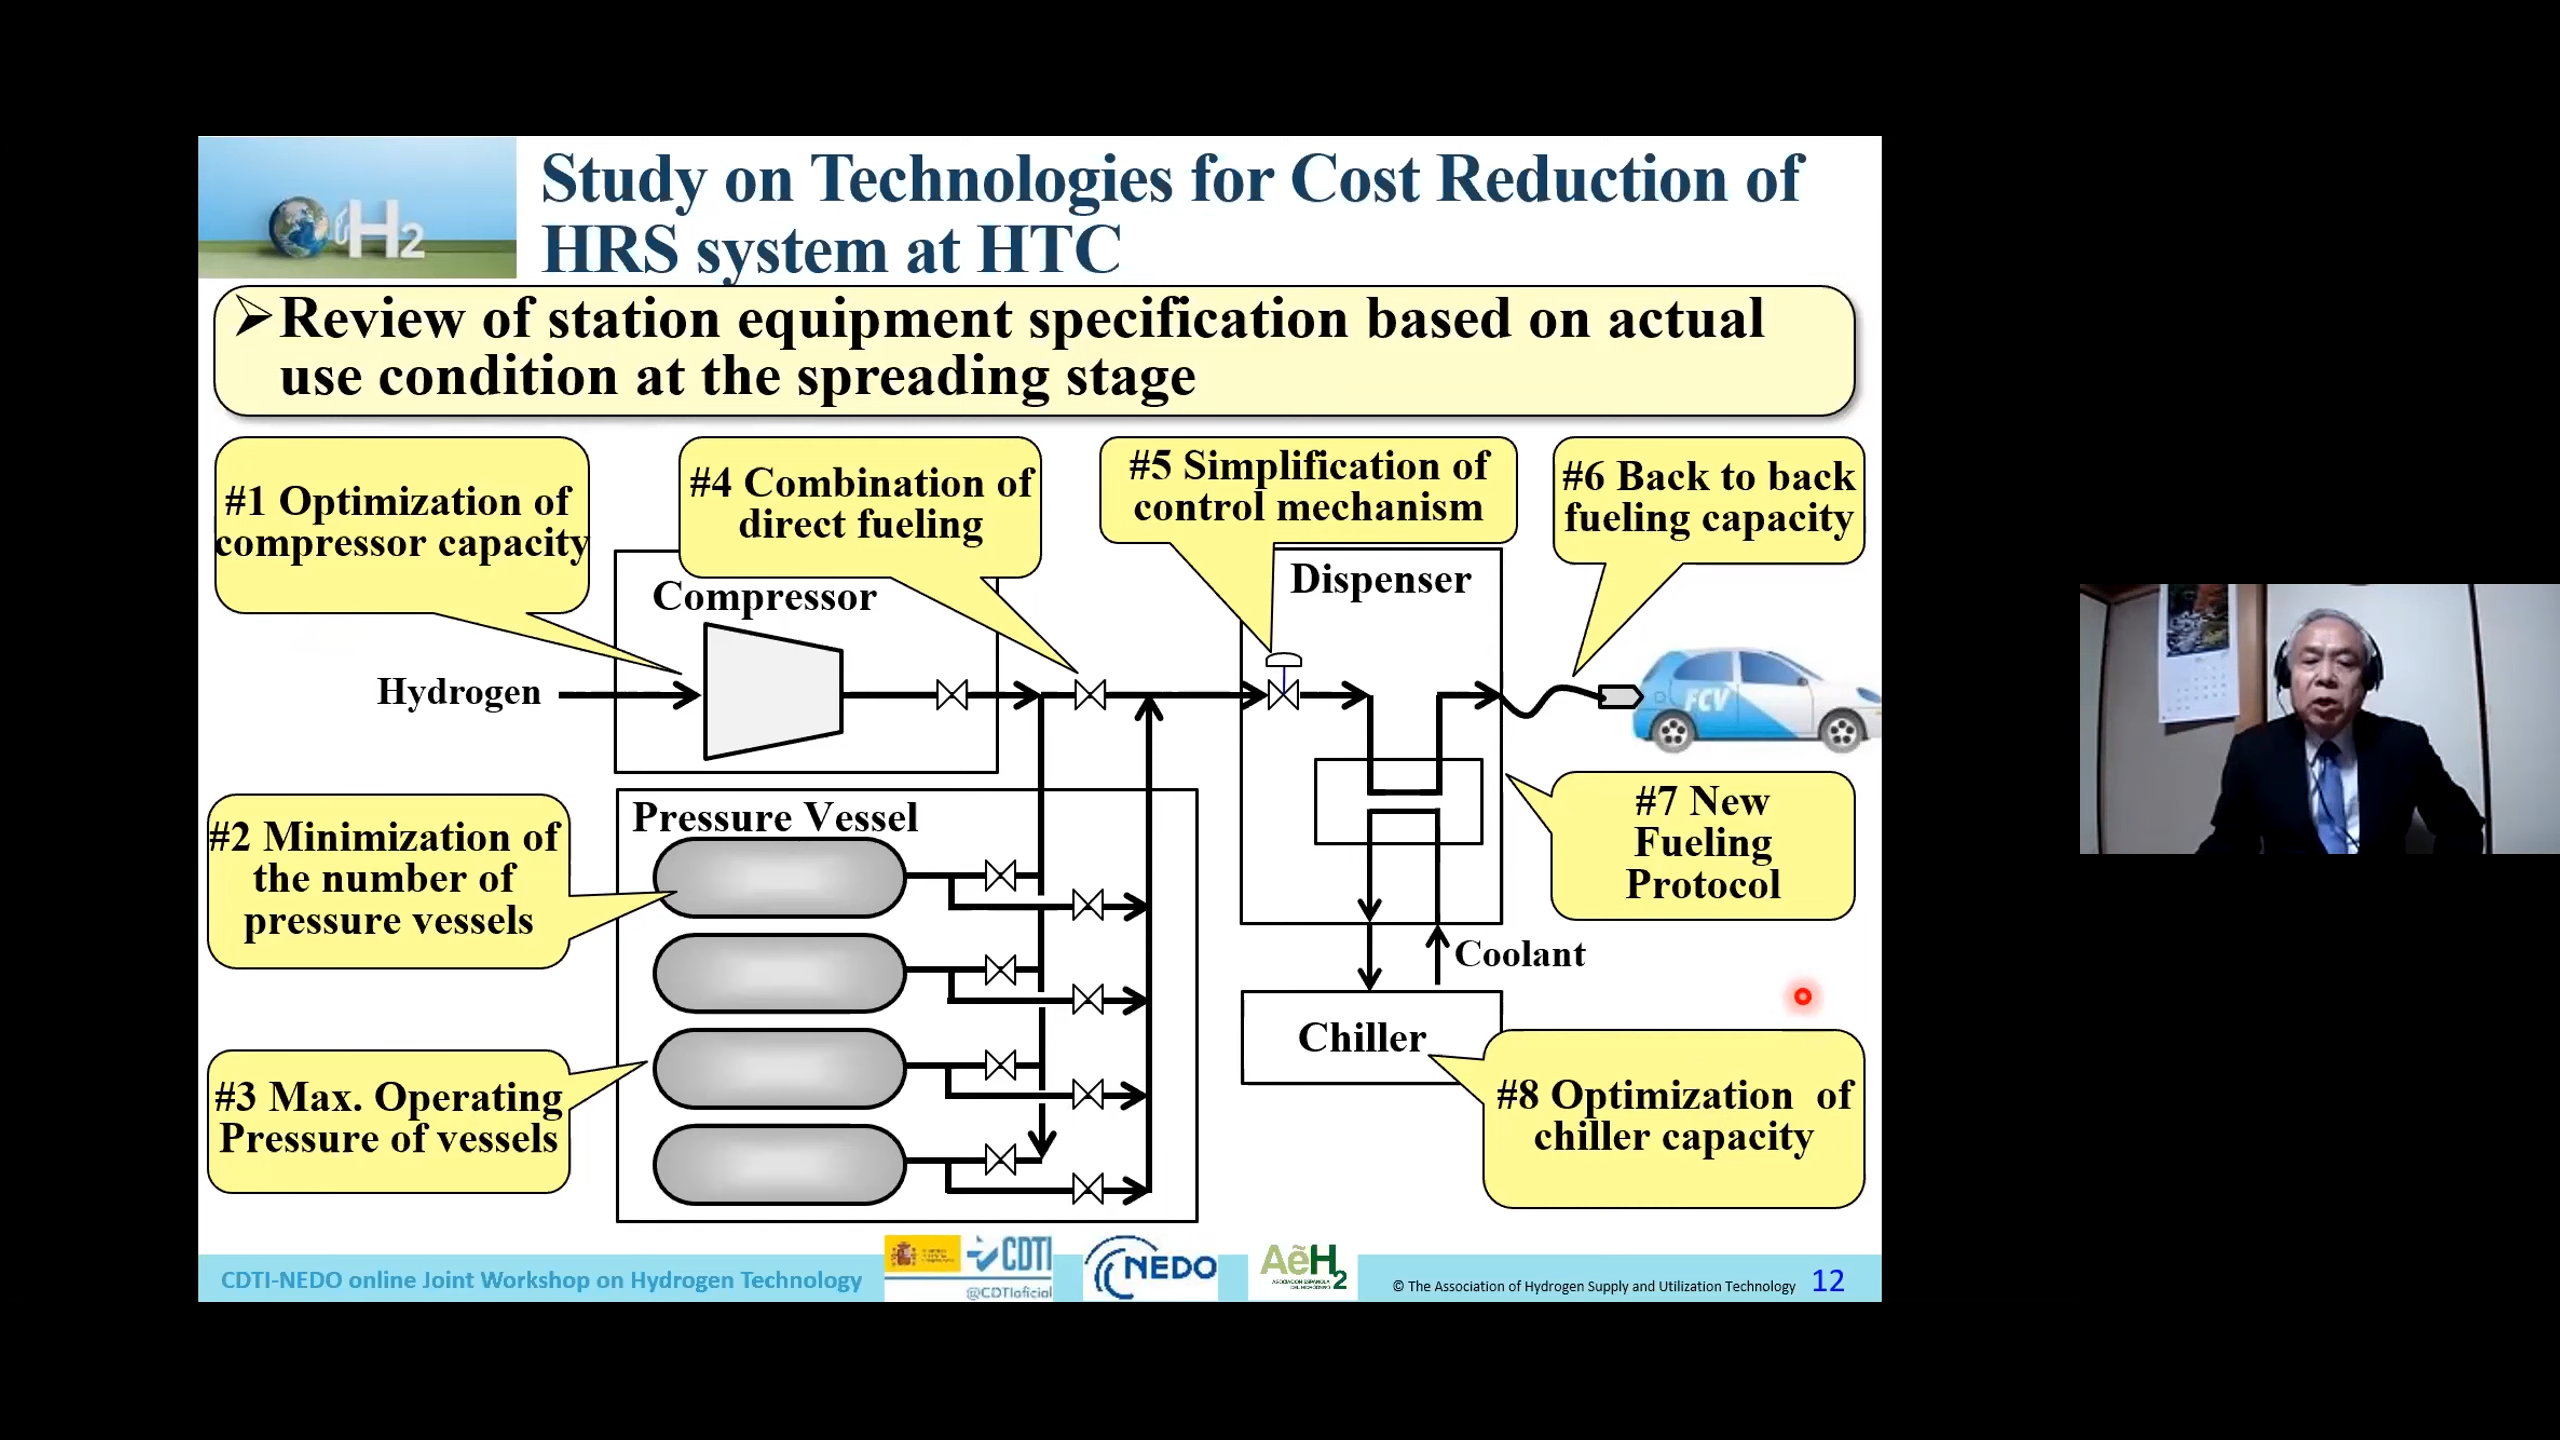 H2
Study on Technologies for Cost Reduction of
HRS system at HTC
➢Review of station equipment specification based on actual
use condition at the spreading stage
#1 Optimization of
compressor capacity
#4 Combination of
direct fueling
#5 Simplification of
control mechanism
#6 Back to back
fueling capacity
Compressor
Dispenser
Hydrogen
FCV
#2 Minimization of
the number of
pressure vessels
Pressure Vessel
#7 New
Fueling
Protocol
Coolant
#3 Max. Operating
Pressure of vessels
Chiller
#8 Optimization  of
chiller capacity
CDTI-NEDO online Joint Workshop on Hydrogen Technology
CDTI
@CDTIoficial
NEDO
AeH2
© The Association of Hydrogen Supply and Utilization Technology
12